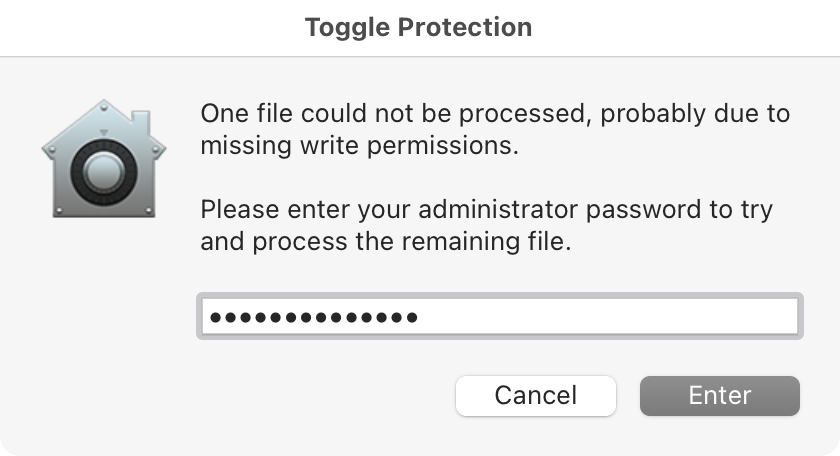 Toggle Protection
One file could not be processed, probably due to
missing write permissions.
Please enter your administrator password to try
and process the remaining file.
••••••••••••••
Cancel
Enter